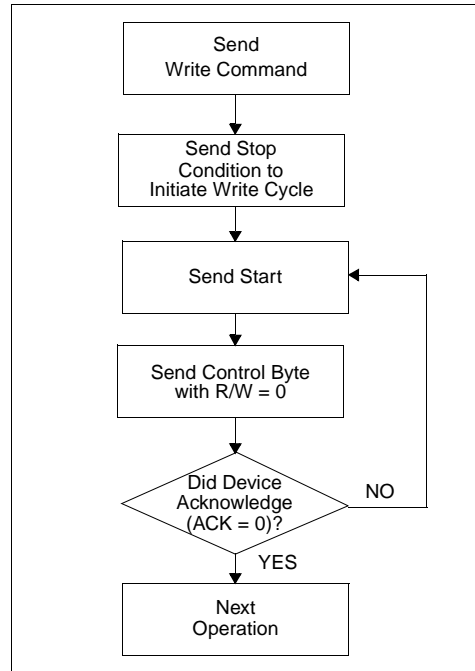 Send
Write Command
Send Stop
Condition to
Initiate Write Cycle
Send Start
Send Control Byte
with R/W = 0
Did Device
Acknowledge
(ACK = 0)?
NO
YES
Next
Operation